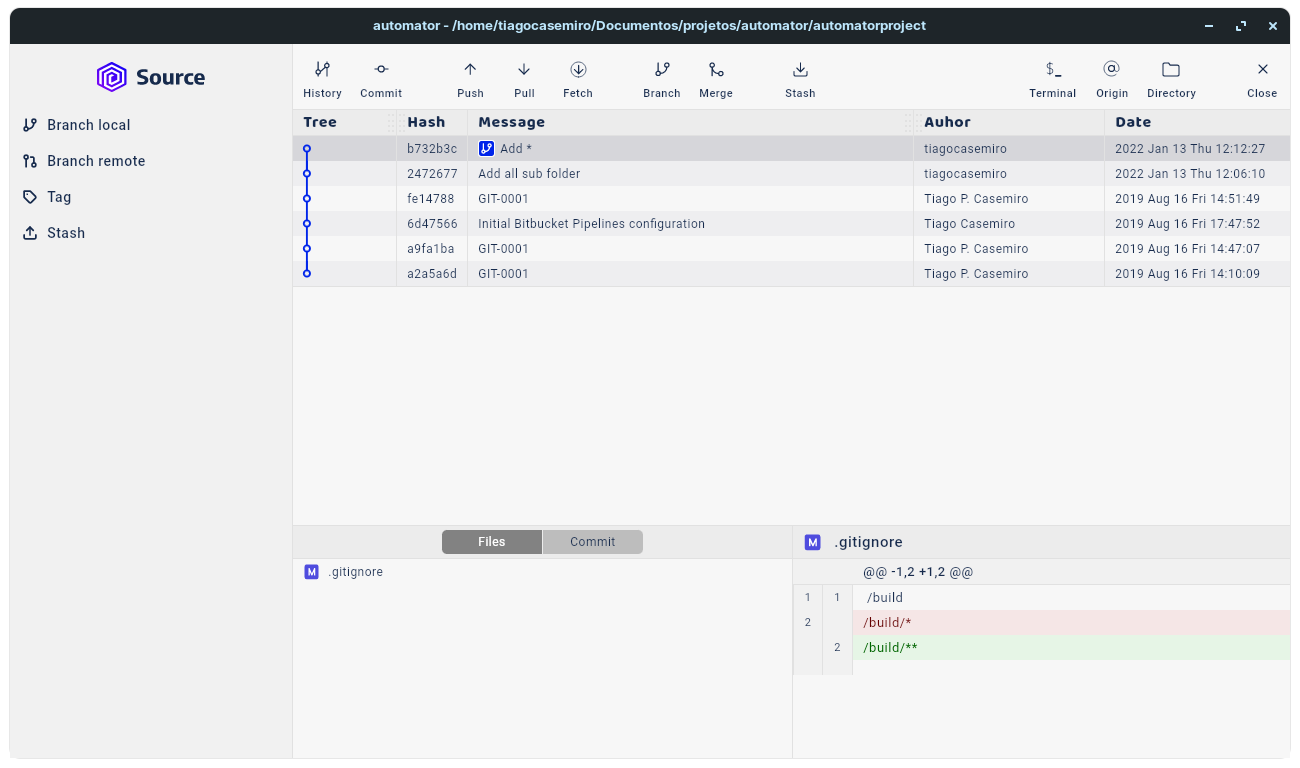 automator - /home/tiagocasemiro/Documentos/projetos/automator/automatorproject
Source
Branch local
Branch remote
Tag
Stash
History Commit Push Pull Fetch Branch Merge Stash $_ Terminal @ Origin Directory Close
Tree Hash Message Auhor Date
b732b3c Add * tiagocasemiro 2022 Jan 13 Thu 12:12:27
2472677 Add all sub folder tiagocasemiro 2022 Jan 13 Thu 12:06:10
fe14788 GIT-0001 Tiago P. Casemiro 2019 Aug 16 Fri 14:51:49
6d47566 Initial Bitbucket Pipelines configuration Tiago Casemiro 2019 Aug 16 Fri 17:47:52
a9fa1ba GIT-0001 Tiago P. Casemiro 2019 Aug 16 Fri 14:47:07
a2a5a6d GIT-0001 Tiago P. Casemiro 2019 Aug 16 Fri 14:10:09
Files Commit
M .gitignore
M .gitignore
@@ -1,2 +1,2 @@
1 1 /build
2 /build/*
2 /build/**